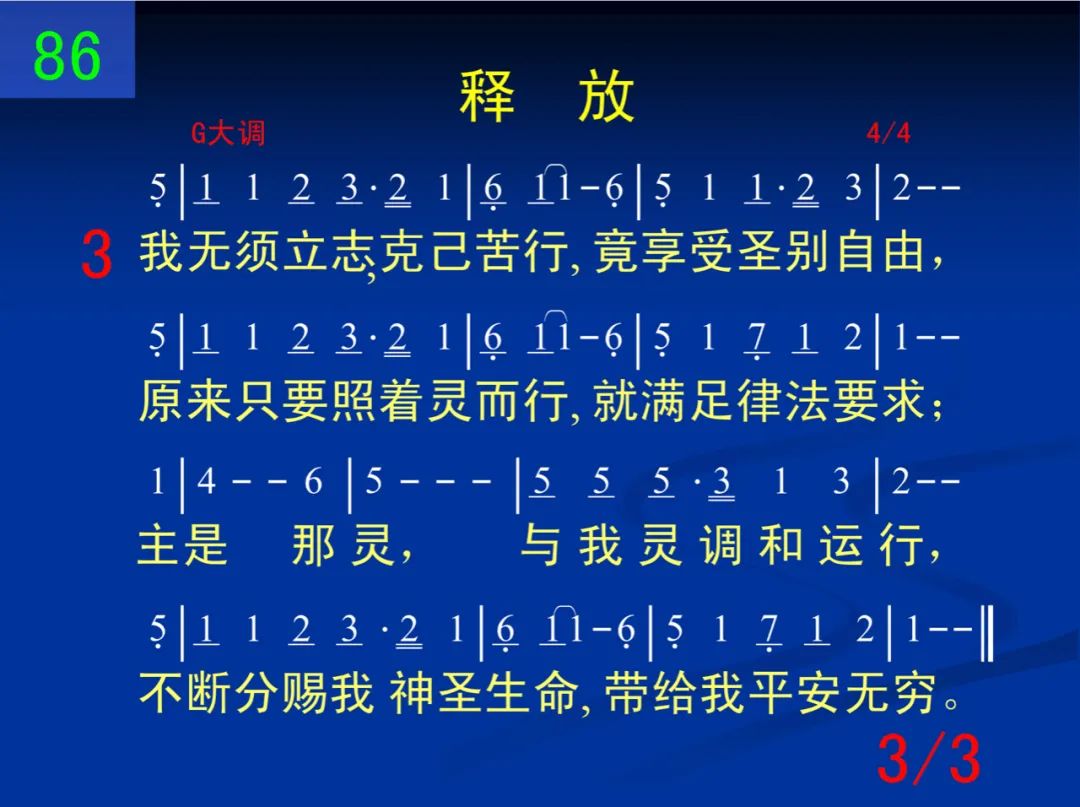 86
释 放
G大调 4/4
5|1 1 2 3·2 1|6 11-6|5 1 1·2 3|2--
3 我无须立志,克己苦行,竟享受圣别自由,
5|1 1 2 3·2 1|6 11-6|5 1 7 1 2|1--
原来只要照着灵而行,就满足律法要求;
1|4--6|5---|5 5 5·3 1 3|2--
主是 那灵, 与我灵调和运行,
5|1 1 2 3·2 1|6 11-6|5 1 7 1 2|1--‖
不断分赐我 神圣生命,带给我平安无穷。
3/3